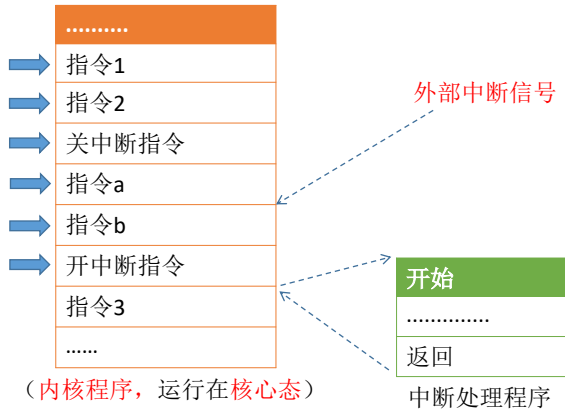 ..........
指令1
指令2
关中断指令
指令a
指令b
开中断指令
指令3
......
（内核程序，运行在核心态）
外部中断信号
开始
..............
返回
中断处理程序